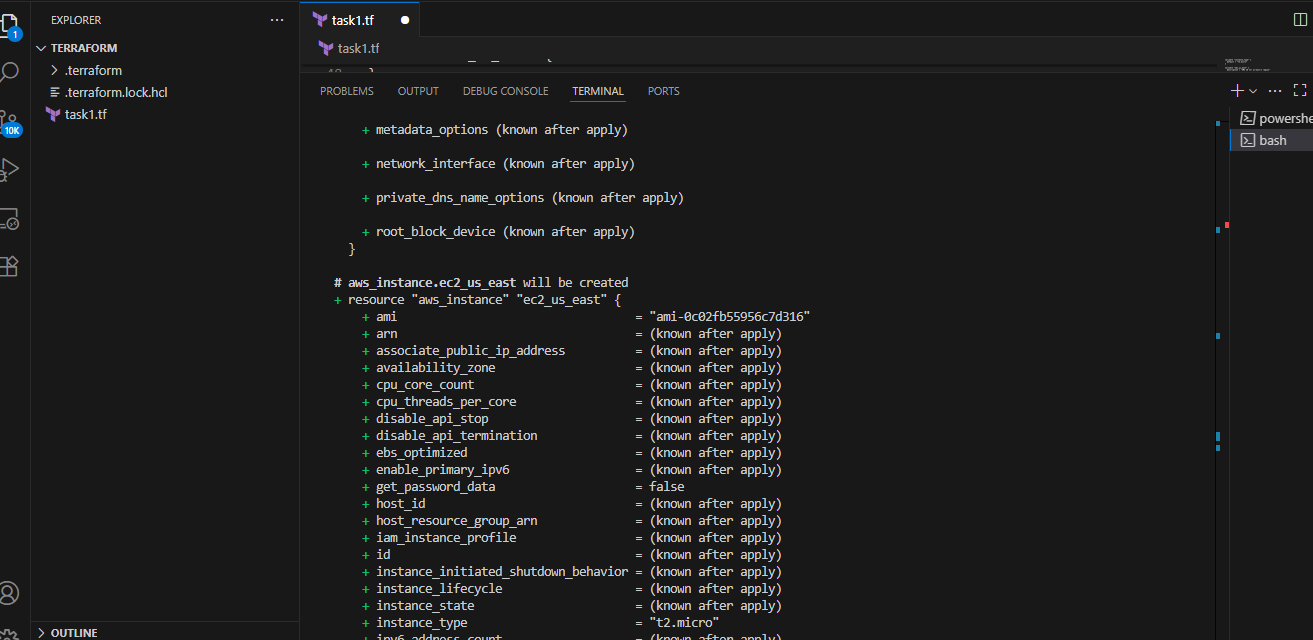 EXPLORER
TERRAFORM
.terraform
.terraform.lock.hcl
task1.tf
OUTLINE
1
10K
task1.tf
task1.tf
PROBLEMS OUTPUT DEBUG CONSOLE TERMINAL PORTS
+ metadata_options (known after apply)
+ network_interface (known after apply)
+ private_dns_name_options (known after apply)
+ root_block_device (known after apply)
}
# aws_instance.ec2_us_east will be created
+ resource "aws_instance" "ec2_us_east" {
+ ami = "ami-0c02fb55956c7d316"
+ arn = (known after apply)
+ associate_public_ip_address = (known after apply)
+ availability_zone = (known after apply)
+ cpu_core_count = (known after apply)
+ cpu_threads_per_core = (known after apply)
+ disable_api_stop = (known after apply)
+ disable_api_termination = (known after apply)
+ ebs_optimized = (known after apply)
+ enable_primary_ipv6 = (known after apply)
+ get_password_data = false
+ host_id = (known after apply)
+ host_resource_group_arn = (known after apply)
+ iam_instance_profile = (known after apply)
+ id = (known after apply)
+ instance_initiated_shutdown_behavior = (known after apply)
+ instance_lifecycle = (known after apply)
+ instance_state = (known after apply)
+ instance_type = "t2.micro"
+ ipv6_address_count = (known after apply)
powershe
bash